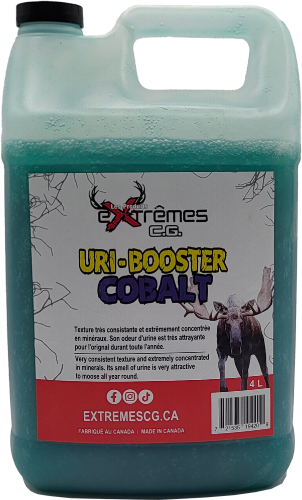 Les Produits
eXtrêmes
C.G.
URI-BOOSTER
COBALT
Texture très consistante et extrêmement concentrée
en minéraux. Son odeur d'urine est très attrayante
pour l'orignal durant toute l'année.
Very consistent texture and extremely concentrated
in minerals. Its smell of urine is very attractive
to moose all year round.
4 L
EXTREMESCG.CA
FABRIQUÉ AU CANADA | MADE IN CANADA